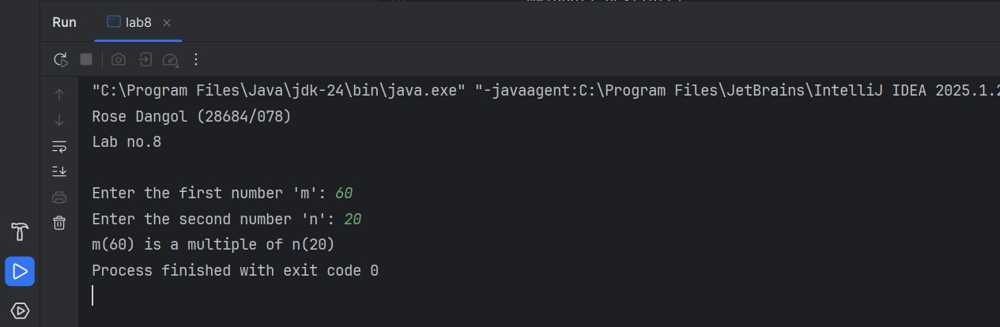 Run lab8
"C:\Program Files\Java\jdk-24\bin\java.exe" "-javaagent:C:\Program Files\JetBrains\IntelliJ IDEA 2025.1.2
Rose Dangol (28684/078)
Lab no.8
Enter the first number 'm': 60
Enter the second number 'n': 20
m(60) is a multiple of n(20)
Process finished with exit code 0